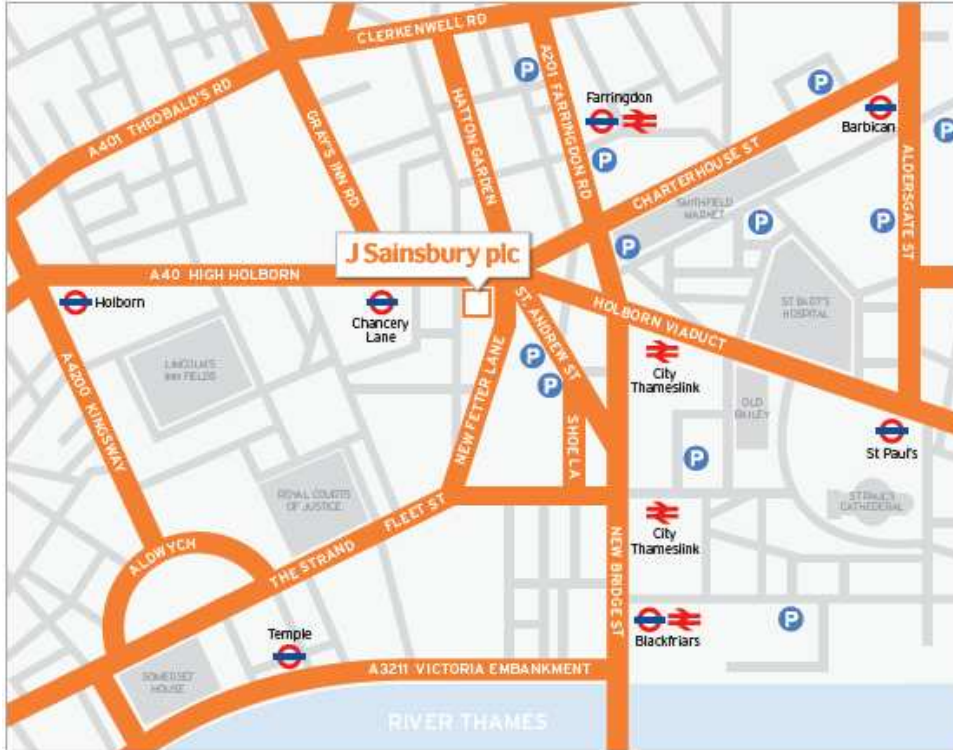 CLERKENWELL RD
A401 THEOBALD'S RD
GRAY'S INN RD
HATTON GARDEN
A201 FARRINGDON RD
P
P
Farringdon
Barbican
P
P
CHARTERHOUSE ST
SMITHFIELD
MARKET
ALDERSGATE ST
P
P
P
J Sainsbury plc
A40 HIGH HOLBORN
Holborn
Chancery
Lane
ST. ANDREW ST
HOLBORN VIADUCT
ST BART'S
HOSPITAL
City
Thameslink
P
P
LINCOLN'S
INN FIELDS
A4200 KINGSWAY
NEW FETTER LANE
SHOE LA
OLD
BAILEY
St Paul's
P
ROYAL COURTS
OF JUSTICE
ST PAUL'S
CATHEDERAL
FLEET ST
THE STRAND
ALDWYCH
City
Thameslink
NEW BRIDGE ST
P
Blackfriars
Temple
A3211 VICTORIA EMBANKMENT
SOMERSET
HOUSE
RIVER THAMES